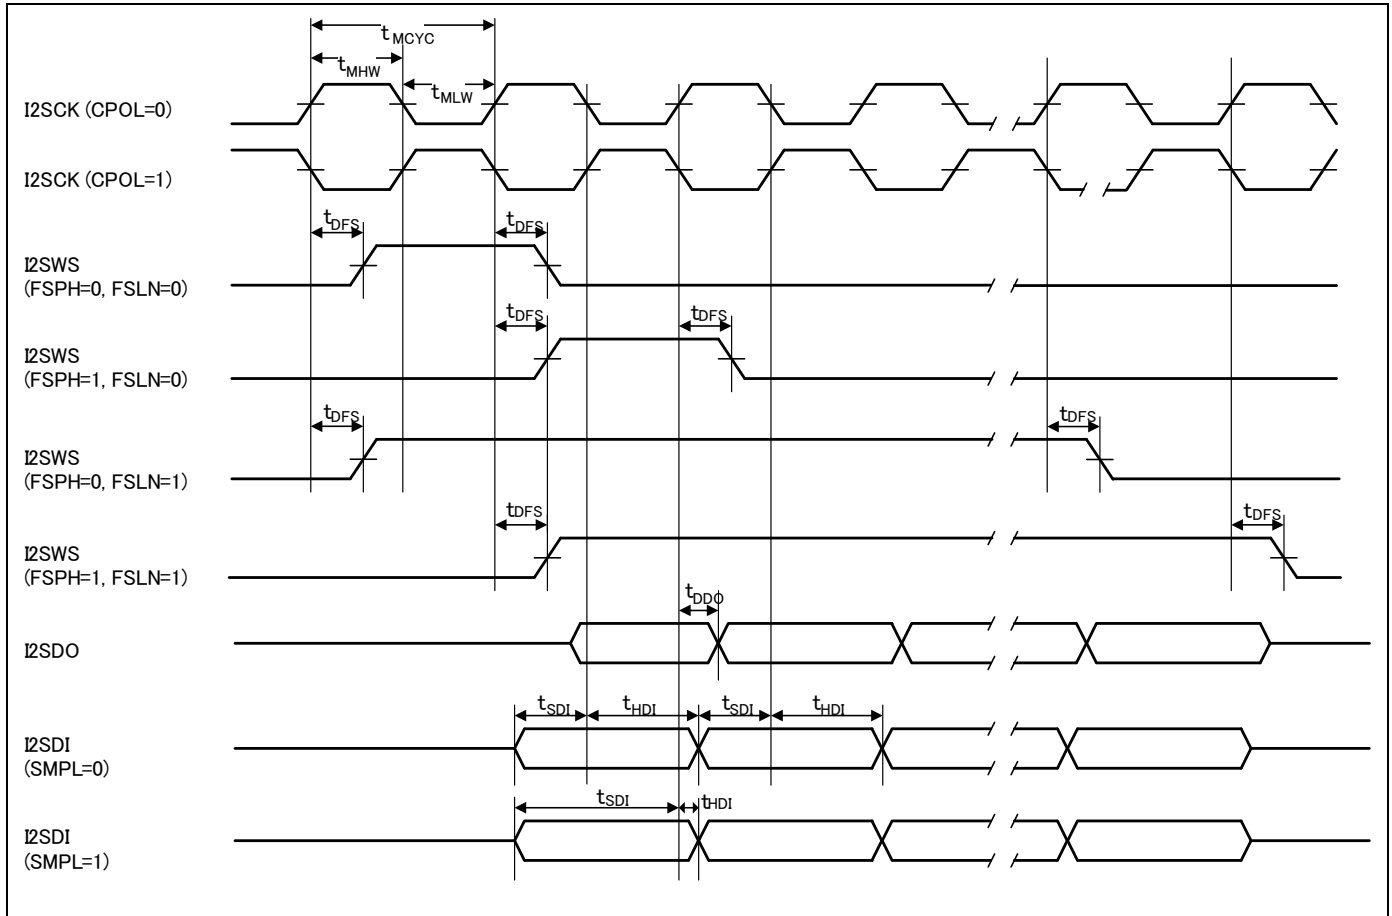 tMCYC
tMHW
tMLW
I2SCK (CPOL=0)
I2SCK (CPOL=1)
tDFS tDFS
I2SWS
(FSPH=0, FSLN=0)
tDFS tDFS
I2SWS
(FSPH=1, FSLN=0)
tDFS tDFS
I2SWS
(FSPH=0, FSLN=1)
tDFS tDFS
I2SWS
(FSPH=1, FSLN=1)
tDDO
I2SDO
tSDI tHDI tSDI tHDI
I2SDI
(SMPL=0)
tSDI tHDI
I2SDI
(SMPL=1)